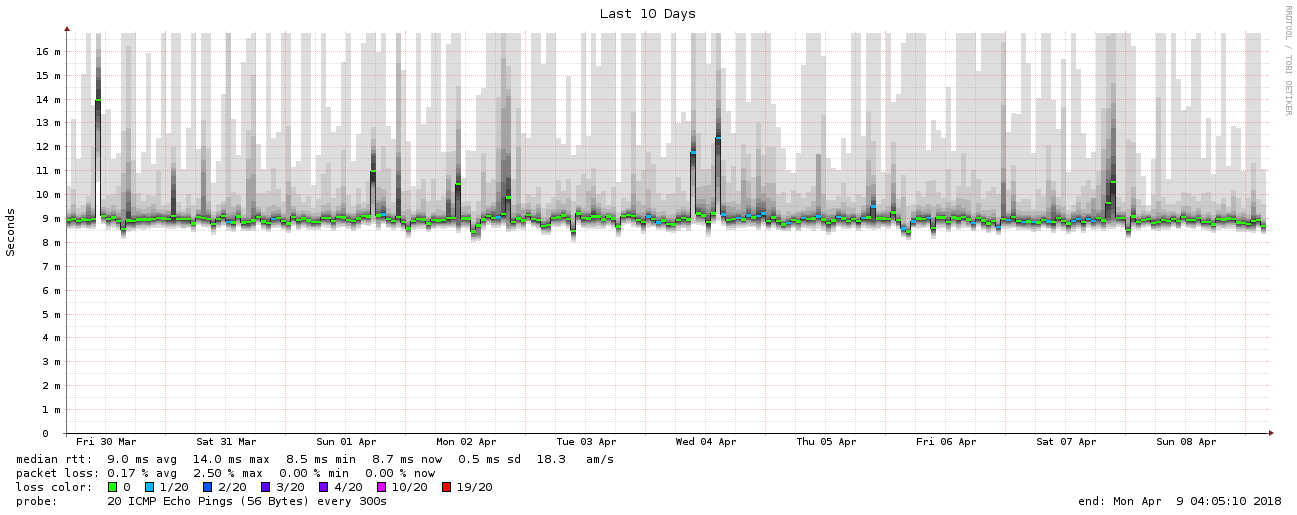 Last 10 Days
RRDTOOL / TOBI OETIKER
Seconds
16 m
15 m
14 m
13 m
12 m
11 m
10 m
9 m
8 m
7 m
6 m
5 m
4 m
3 m
2 m
1 m
0
Fri 30 Mar Sat 31 Mar Sun 01 Apr Mon 02 Apr Tue 03 Apr Wed 04 Apr Thu 05 Apr Fri 06 Apr Sat 07 Apr Sun 08 Apr
median rtt: 9.0 ms avg 14.0 ms max 8.5 ms min 8.7 ms now 0.5 ms sd 18.3 am/s
packet loss: 0.17 % avg 2.50 % max 0.00 % min 0.00 % now
loss color: 0 1/20 2/20 3/20 4/20 10/20 19/20
probe: 20 ICMP Echo Pings (56 Bytes) every 300s end: Mon Apr 9 04:05:10 2018